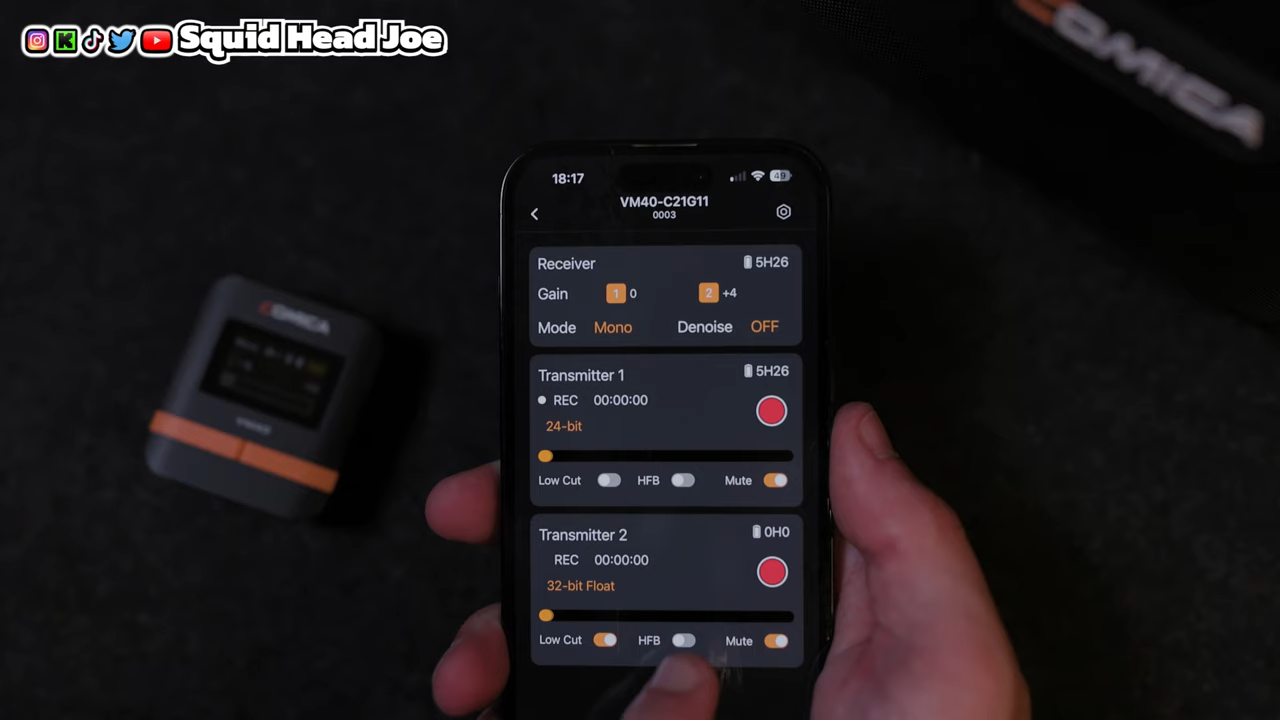 Squid Head Joe
COMICA
18:17
49
VM40-C21G11
0003
Receiver 5H26
Gain 1 0 2 +4
Mode Mono Denoise OFF
Transmitter 1 5H26
REC 00:00:00
24-bit
Low Cut HFB Mute
Transmitter 2 0H0
REC 00:00:00
32-bit Float
Low Cut HFB Mute
COMICA